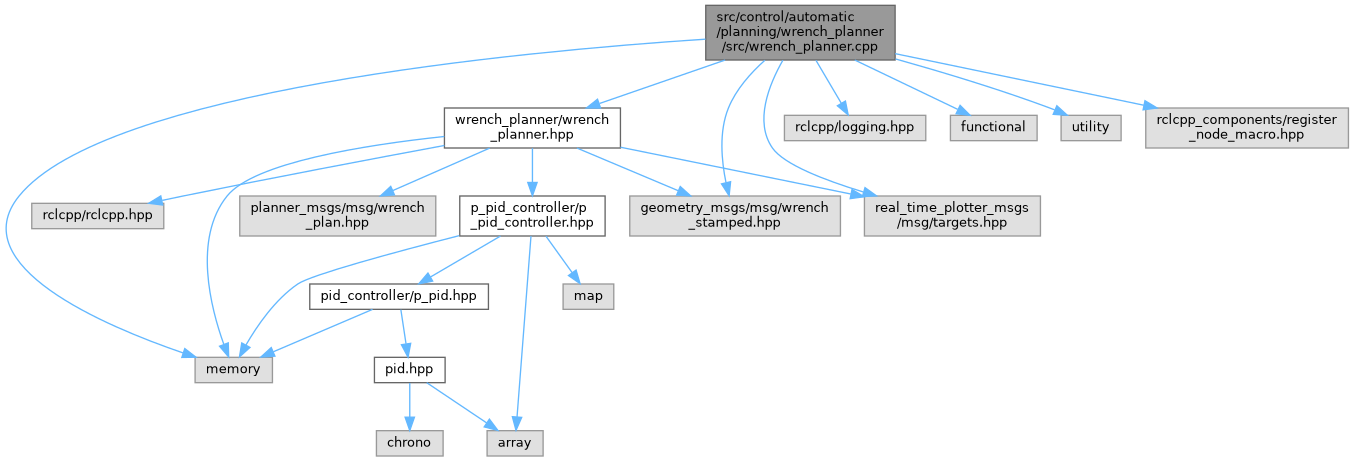 src/control/automatic
/planning/wrench_planner
/src/wrench_planner.cpp
wrench_planner/wrench
_planner.hpp
rclcpp/logging.hpp
functional
utility
rclcpp_components/register
_node_macro.hpp
rclcpp/rclcpp.hpp
planner_msgs/msg/wrench
_plan.hpp
p_pid_controller/p
_pid_controller.hpp
geometry_msgs/msg/wrench
_stamped.hpp
real_time_plotter_msgs
/msg/targets.hpp
pid_controller/p_pid.hpp
map
memory
pid.hpp
chrono
array